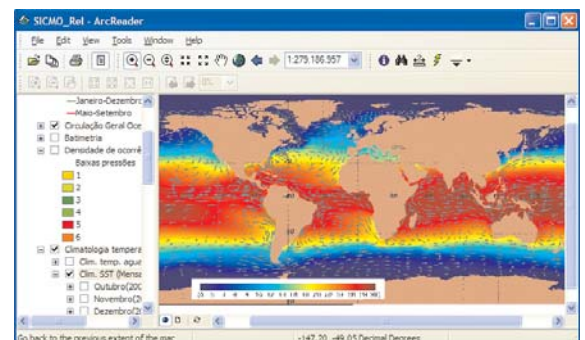 SICMO_Rel - ArcReader
File Edit View Tools Window Help
1:279.186.957
Janeiro-Dezembro
Maio-Setembro
Circulação Geral Oce
Batimetria
Densidade de ocorrê
Baixas pressões
1
2
3
4
5
6
Climatologia tempera
Clim. temp. agua
Clim. SST (Mensa
Outubro(200
Novembro(2
Dezembro(2
Go back to the previous extent of the map
-147,20 -49,05 Decimal Degrees